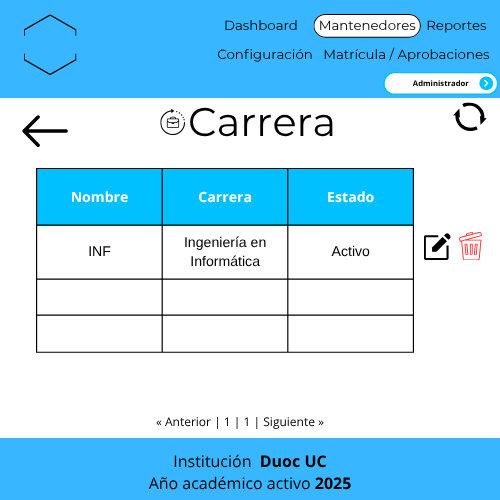 Dashboard Mantenedores Reportes
Configuración Matrícula / Aprobaciones
Administrador
Carrera
Nombre Carrera Estado
INF Ingeniería en Informática Activo
« Anterior | 1 | 1 | Siguiente »
Institución Duoc UC
Año académico activo 2025